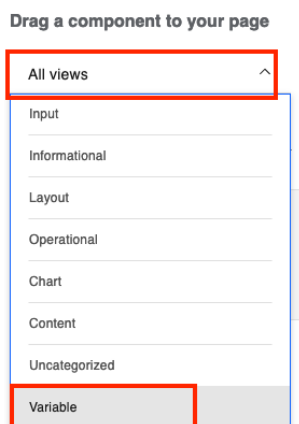 Drag a component to your page
All views
Input
Informational
Layout
Operational
Chart
Content
Uncategorized
Variable